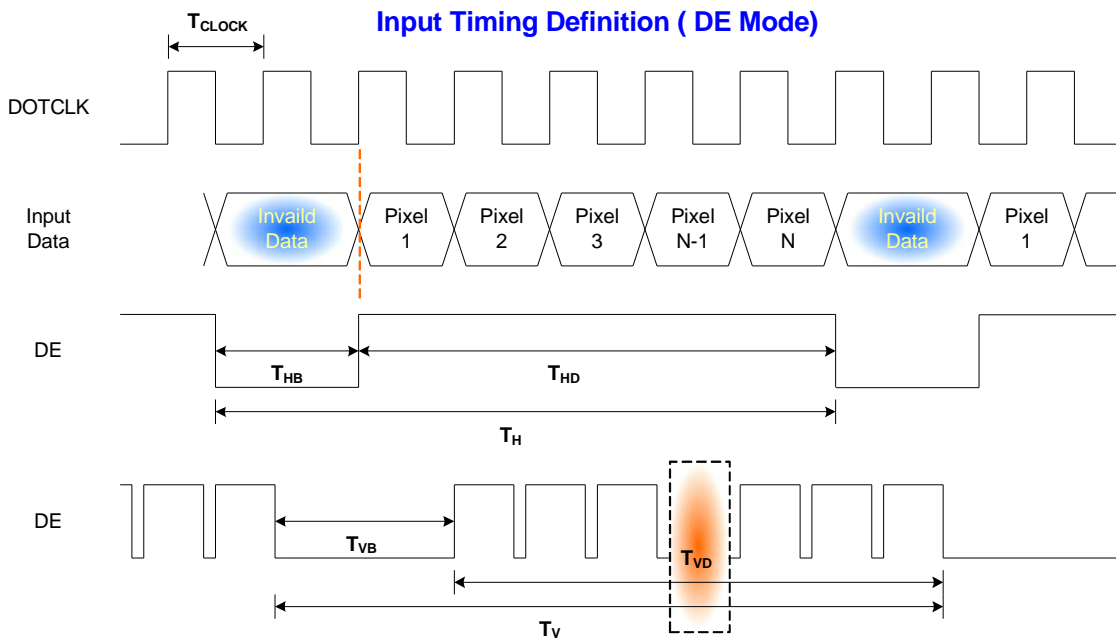 Input Timing Definition ( DE Mode)
TCLOCK
DOTCLK
Input
Data
Invaild
Data
Pixel
1
Pixel
2
Pixel
3
Pixel
N-1
Pixel
N
Invaild
Data
Pixel
1
DE
THB
THD
TH
DE
TVB
TVD
TV